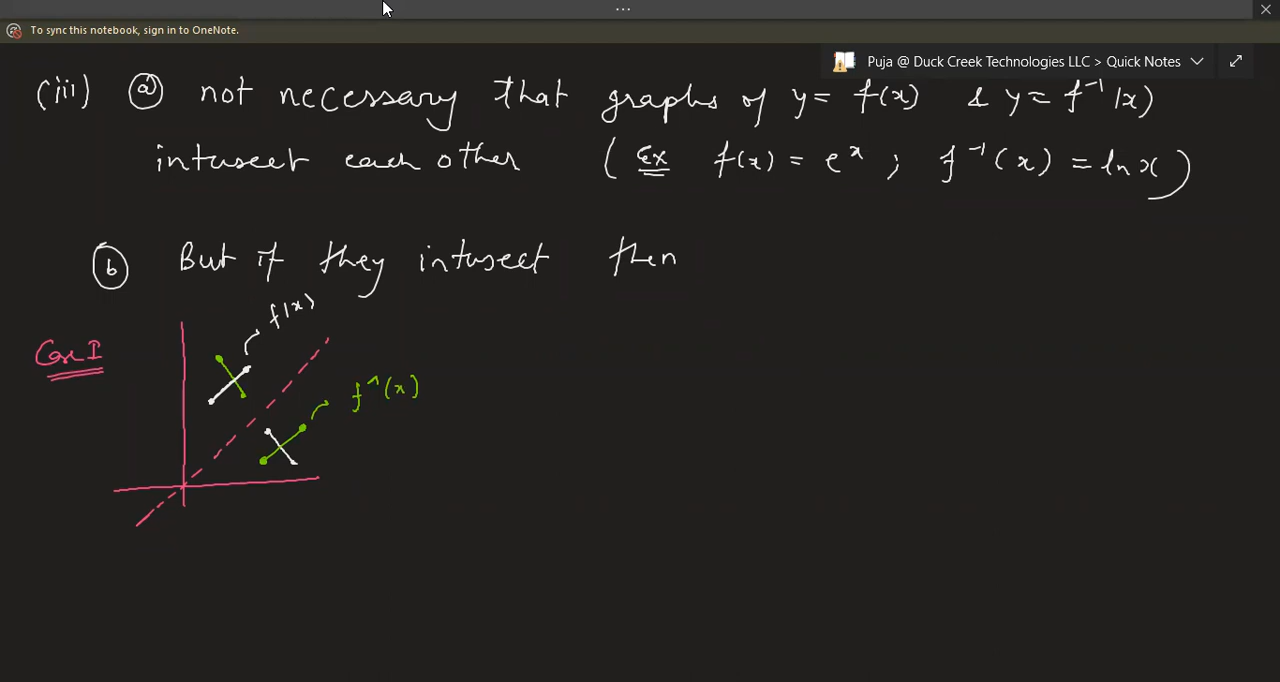 ...
To sync this notebook, sign in to OneNote.
Puja @ Duck Creek Technologies LLC > Quick Notes
(iii) (a) not necessary that graphs of y = f(x) & y = f⁻¹(x)
intersect each other (Ex f(x) = eˣ ; f⁻¹(x) = ln x)
(b) But if they intersect then
f(x)
Case I
f⁻¹(x)